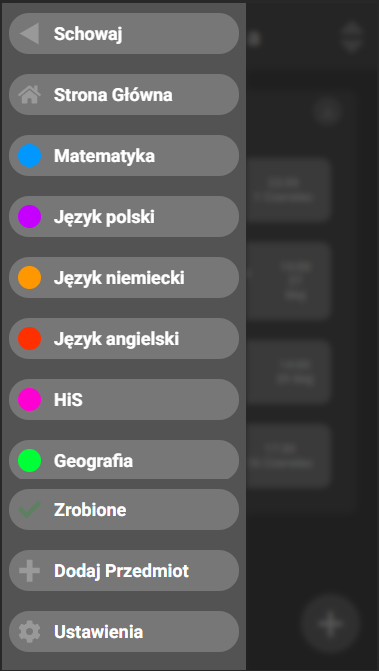 Schowaj
Strona Główna
Matematyka
Język polski
Język niemiecki
Język angielski
HiS
Geografia
Zrobione
Dodaj Przedmiot
Ustawienia